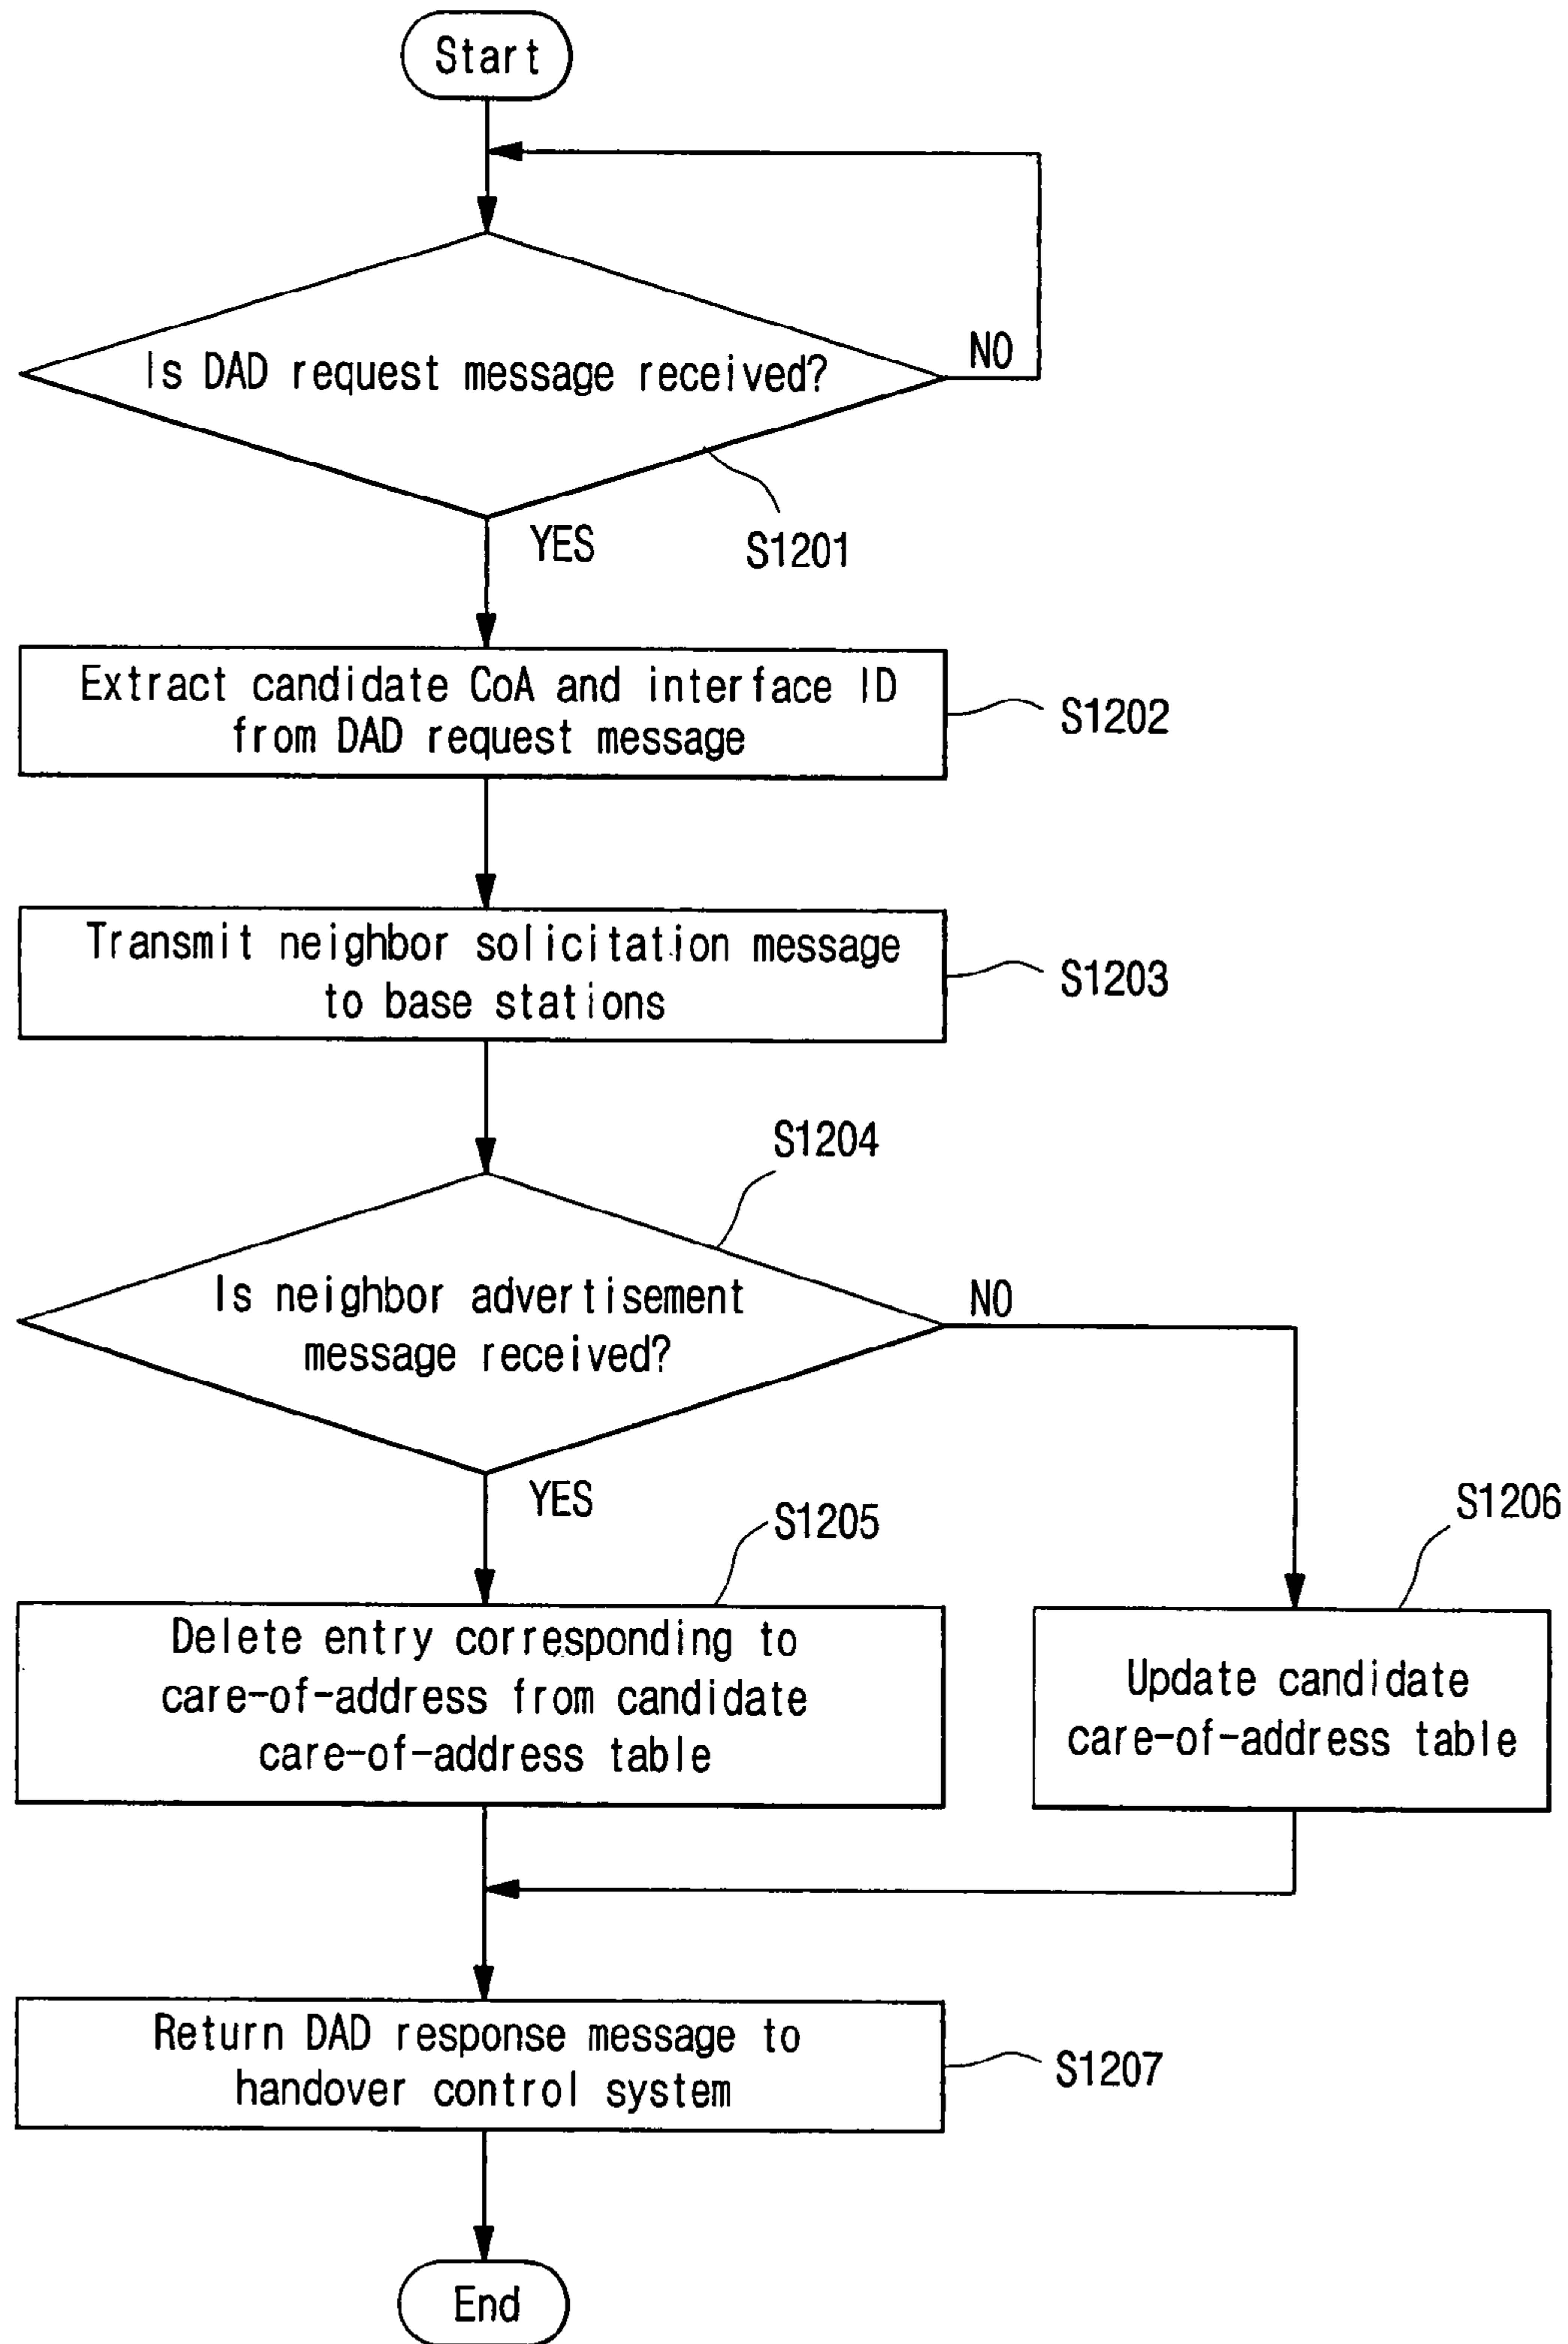 Start
Is DAD request message received?
NO
YES
S1201
Extract candidate CoA and interface ID
from DAD request message
S1202
Transmit neighbor solicitation message
to base stations
S1203
S1204
Is neighbor advertisement
message received?
NO
YES
S1205
S1206
Delete entry corresponding to
care-of-address from candidate
care-of-address table
Update candidate
care-of-address table
Return DAD response message to
handover control system
S1207
End